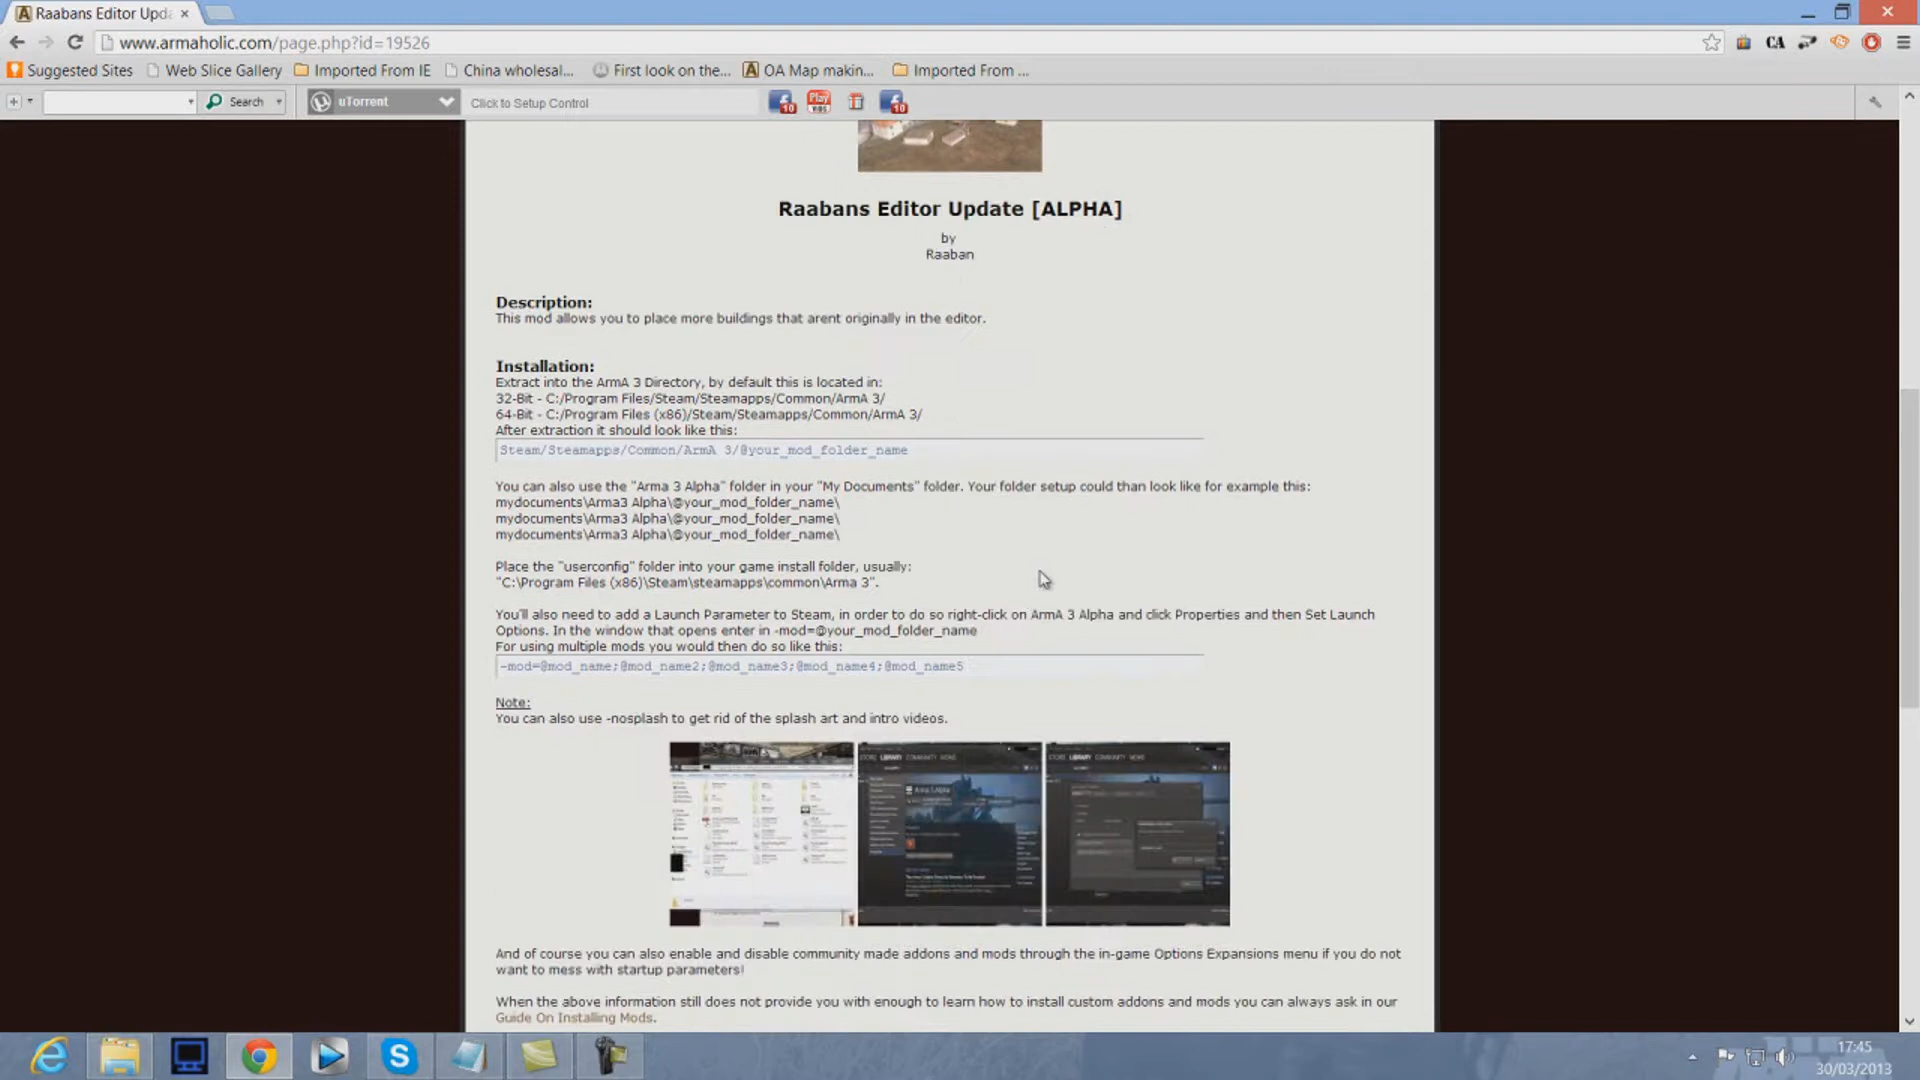 Raabans Editor Upda
www.armaholic.com/page.php?id=19526
Suggested Sites
Web Slice Gallery
Imported From IE
China wholesal...
First look on the...
OA Map makin...
Imported From ...
Search
uTorrent
Click to Setup Control
Raabans Editor Update [ALPHA]
by
Raaban
Description:
This mod allows you to place more buildings that arent originally in the editor.
Installation:
Extract into the ArmA 3 Directory, by default this is located in:
32-Bit - C:/Program Files/Steam/Steamapps/Common/ArmA 3/
64-Bit - C:/Program Files (x86)/Steam/Steamapps/Common/ArmA 3/
After extraction it should look like this:
Steam/Steamapps/Common/ArmA 3/@your_mod_folder_name
You can also use the "Arma 3 Alpha" folder in your "My Documents" folder. Your folder setup could than look like for example this:
mydocuments\Arma3 Alpha\@your_mod_folder_name\
mydocuments\Arma3 Alpha\@your_mod_folder_name\
mydocuments\Arma3 Alpha\@your_mod_folder_name\
Place the "userconfig" folder into your game install folder, usually:
"C:\Program Files (x86)\Steam\steamapps\common\Arma 3".
You'll also need to add a Launch Parameter to Steam, in order to do so right-click on ArmA 3 Alpha and click Properties and then Set Launch
Options. In the window that opens enter in -mod=@your_mod_folder_name
For using multiple mods you would then do so like this:
-mod=@mod_name;@mod_name2;@mod_name3;@mod_name4;@mod_name5
Note:
You can also use -nosplash to get rid of the splash art and intro videos.
And of course you can also enable and disable community made addons and mods through the in-game Options Expansions menu if you do not
want to mess with startup parameters!
When the above information still does not provide you with enough to learn how to install custom addons and mods you can always ask in our
Guide On Installing Mods.
17:45
30/03/2013